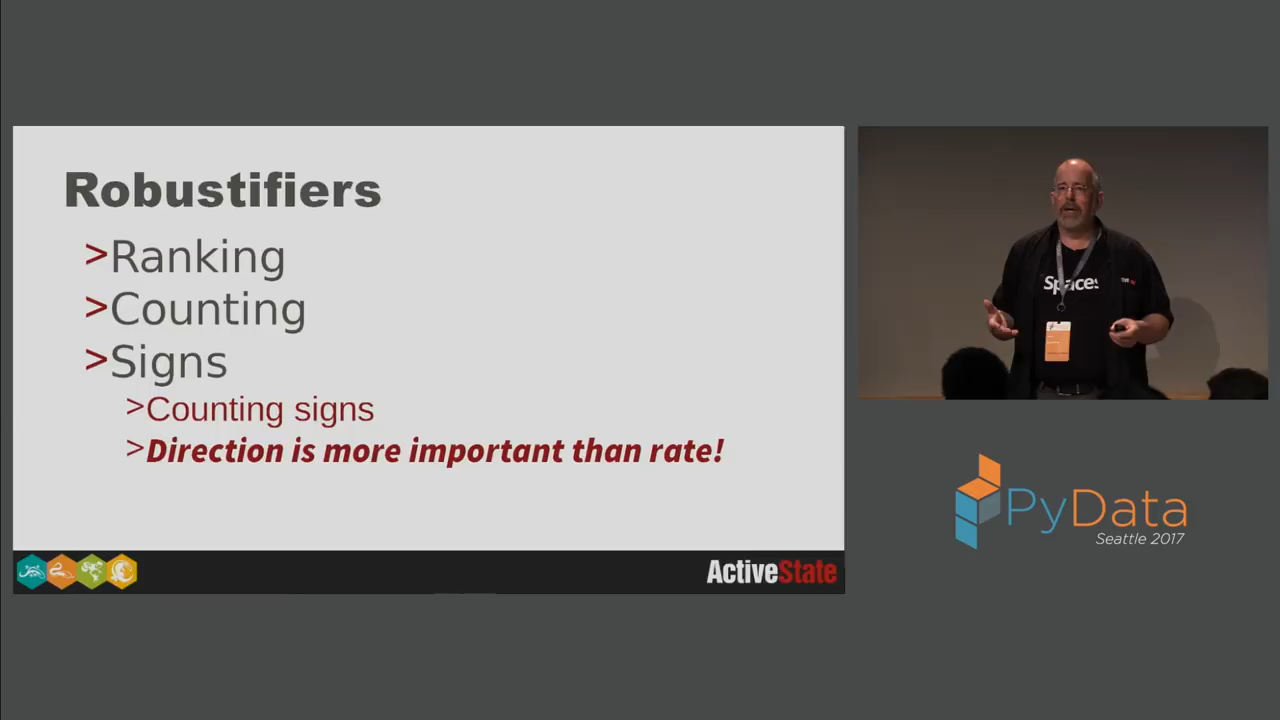 Robustifiers
>Ranking
>Counting
>Signs
>Counting signs
>Direction is more important than rate!
ActiveState
Spaces
PyData
Seattle 2017